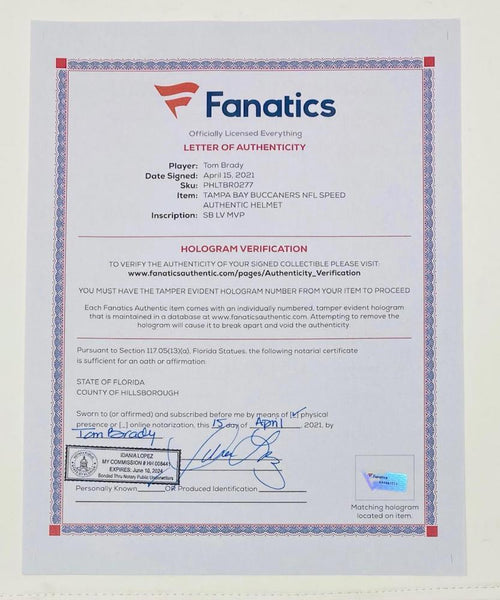 Fanatics
Officially Licensed Everything
LETTER OF AUTHENTICITY
Player: Tom Brady
Date Signed: April 15, 2021
Sku: PHLTBR0277
Item: TAMPA BAY BUCCANERS NFL SPEED
AUTHENTIC HELMET
Inscription: SB LV MVP
HOLOGRAM VERIFICATION
TO VERIFY THE AUTHENTICITY OF YOUR SIGNED COLLECTIBLE PLEASE VISIT:
www.fanaticsauthentic.com/pages/Authenticity_Verification
YOU MUST HAVE THE TAMPER EVIDENT HOLOGRAM NUMBER FROM YOUR ITEM TO PROCEED
Each Fanatics Authentic item comes with an individually numbered, tamper evident hologram
that is maintained in a database at www.fanaticsauthentic.com. Attempting to remove the
hologram will cause it to break apart and void the authenticity.
Pursuant to Section 117.05(13)(a), Florida Statues, the following notarial certificate
is sufficient for an oath or affirmation:
STATE OF FLORIDA
COUNTY OF HILLSBOROUGH
Sworn to (or affirmed) and subscribed before me by means of [✓] physical
presence or [_] online notarization, this 15 day of April, 2021, by
Tom Brady
IDANIA LOPEZ
MY COMMISSION # HH 008441
EXPIRES: June 10, 2024
Bonded Thru Notary Public Underwriters
Personally Known OR Produced Identification
Fanatics
Matching hologram
located on item.